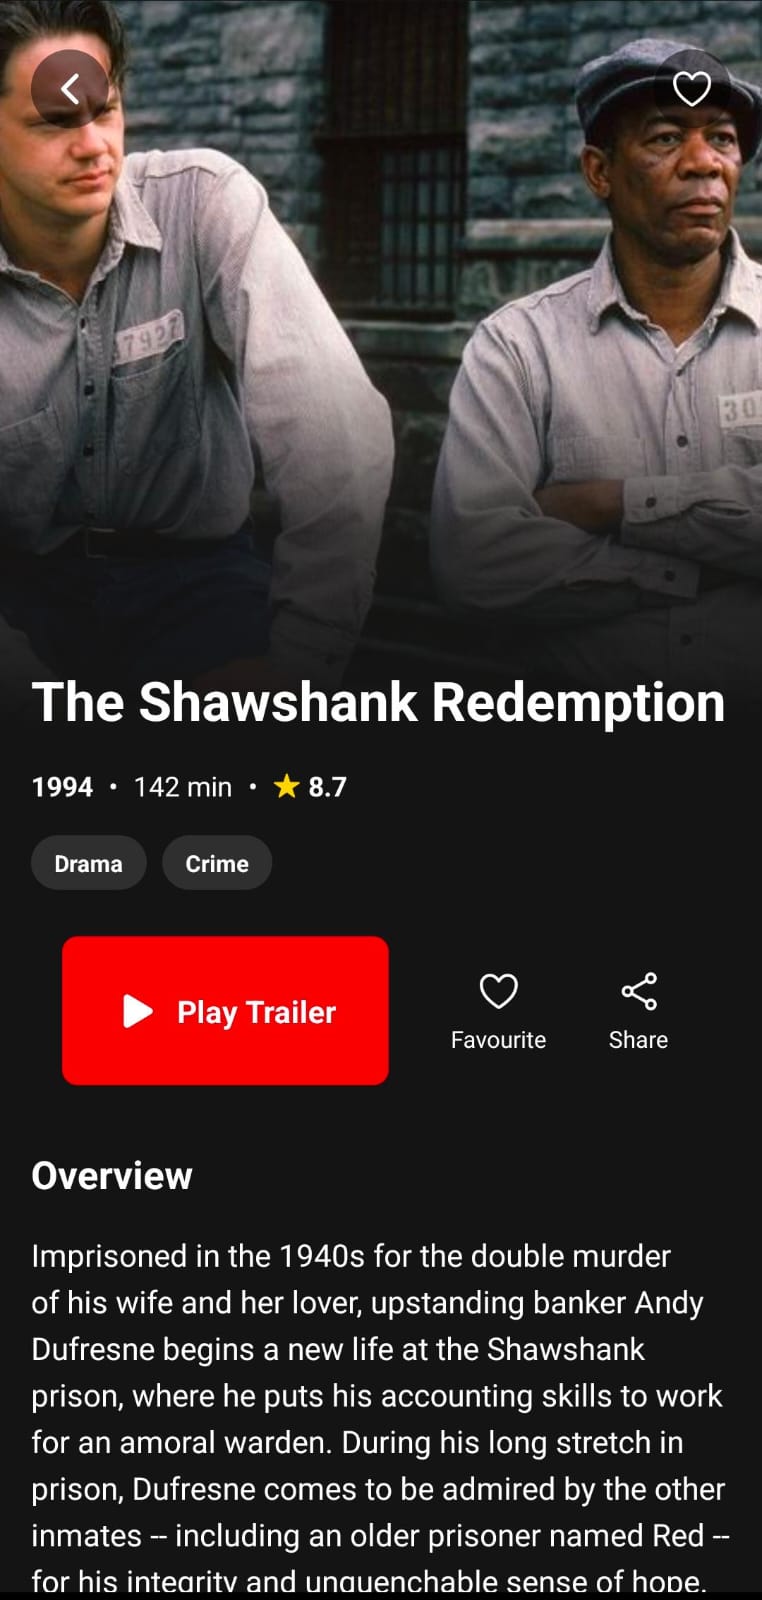 7927
30
The Shawshank Redemption
1994 • 142 min • ★ 8.7
Drama Crime
Play Trailer
Favourite Share
Overview
Imprisoned in the 1940s for the double murder
of his wife and her lover, upstanding banker Andy
Dufresne begins a new life at the Shawshank
prison, where he puts his accounting skills to work
for an amoral warden. During his long stretch in
prison, Dufresne comes to be admired by the other
inmates -- including an older prisoner named Red --
for his integrity and unquenchable sense of hope.